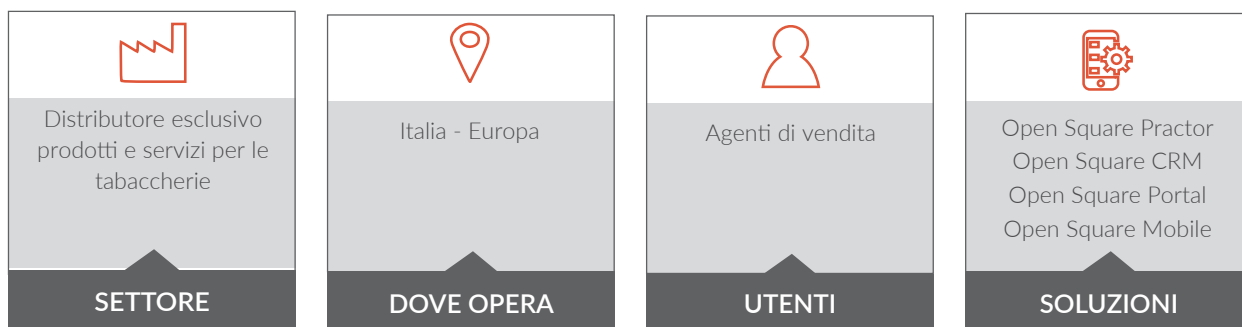 Distributore esclusivo
prodotti e servizi per le
tabaccherie
SETTORE
Italia - Europa
DOVE OPERA
Agenti di vendita
UTENTI
Open Square Practor
Open Square CRM
Open Square Portal
Open Square Mobile
SOLUZIONI